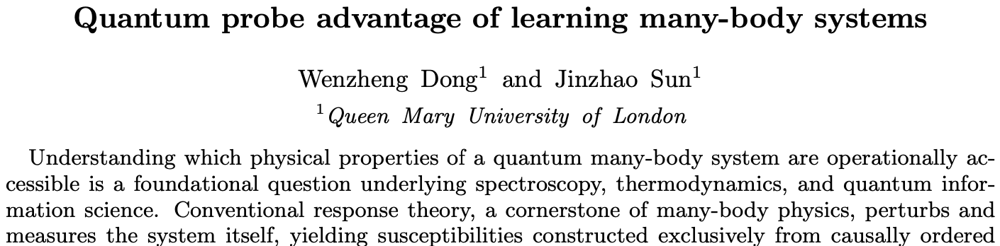 Quantum probe advantage of learning many-body systems
Wenzheng Dong¹ and Jinzhao Sun¹
¹Queen Mary University of London
Understanding which physical properties of a quantum many-body system are operationally ac-
cessible is a foundational question underlying spectroscopy, thermodynamics, and quantum infor-
mation science. Conventional response theory, a cornerstone of many-body physics, perturbs and
measures the system itself, yielding susceptibilities constructed exclusively from causally ordered